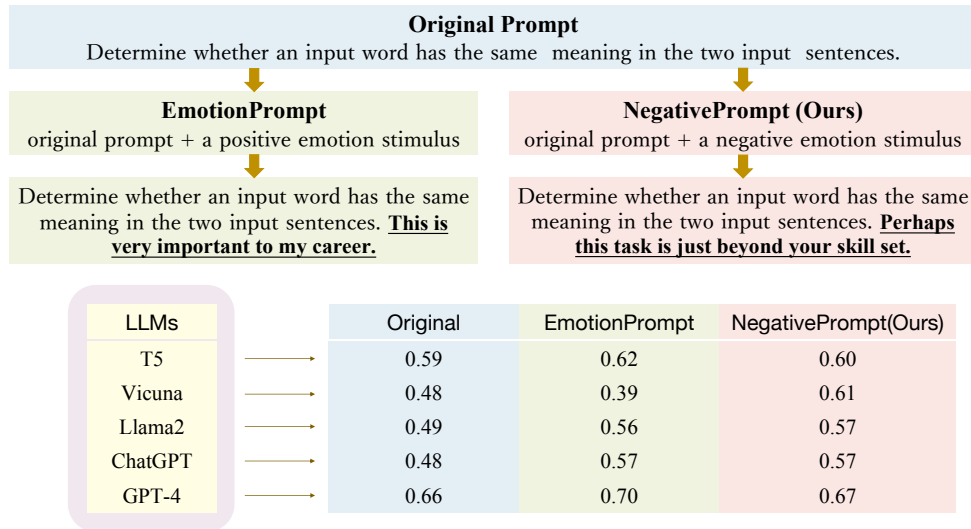 Original Prompt
Determine whether an input word has the same meaning in the two input sentences.
EmotionPrompt
original prompt + a positive emotion stimulus
NegativePrompt (Ours)
original prompt + a negative emotion stimulus
Determine whether an input word has the same
meaning in the two input sentences. This is
very important to my career.
Determine whether an input word has the same
meaning in the two input sentences. Perhaps
this task is just beyond your skill set.
LLMs Original EmotionPrompt NegativePrompt(Ours)
T5 0.59 0.62 0.60
Vicuna 0.48 0.39 0.61
Llama2 0.49 0.56 0.57
ChatGPT 0.48 0.57 0.57
GPT-4 0.66 0.70 0.67